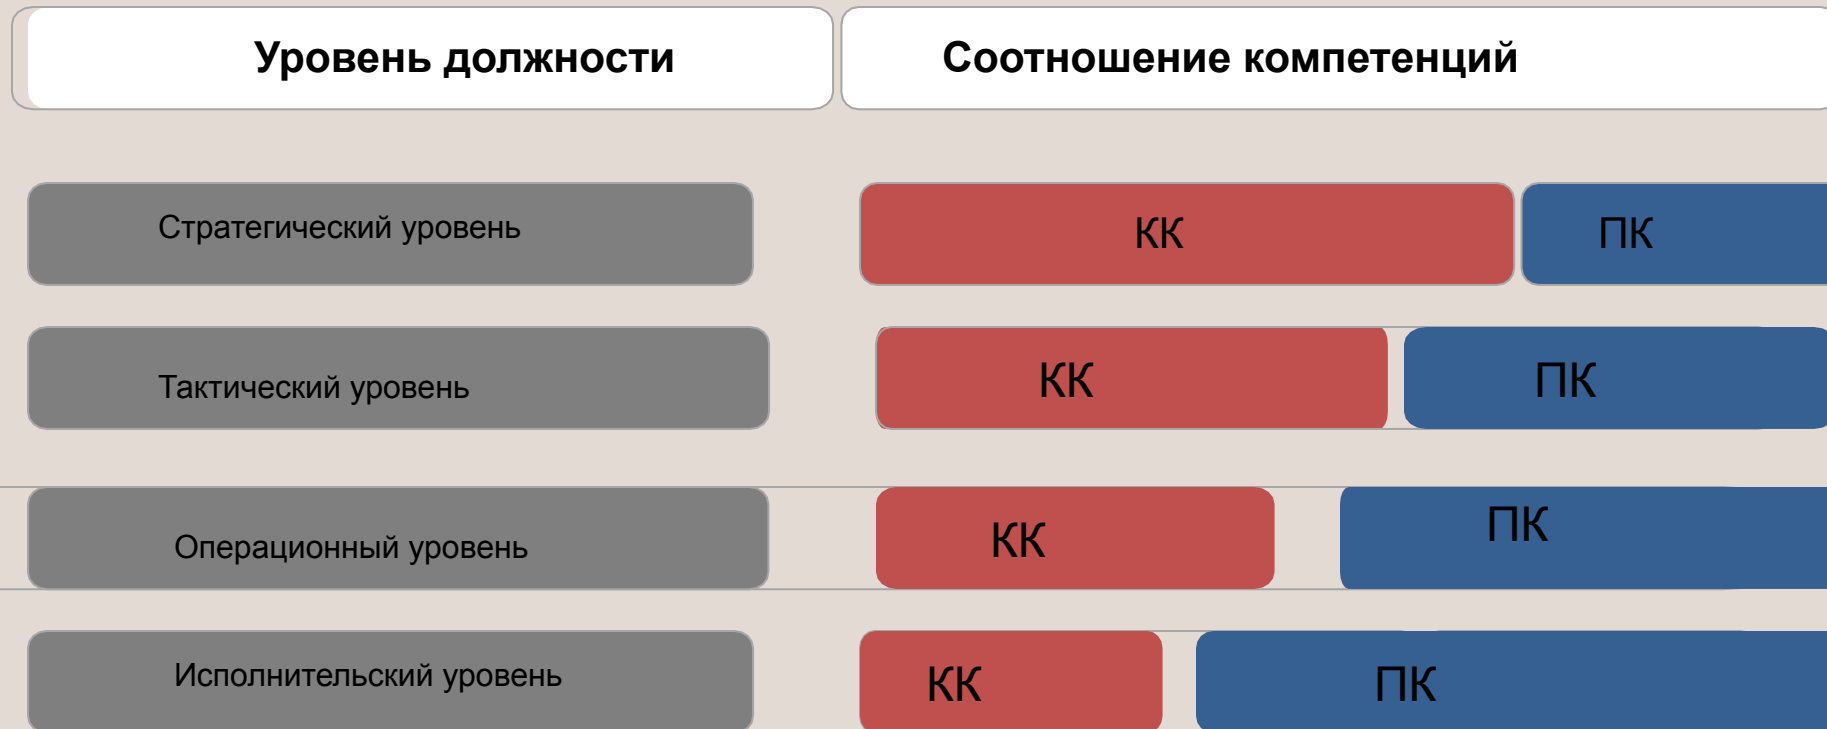 Уровень должности
Соотношение компетенций
Стратегический уровень
КК
ПК
Тактический уровень
КК
ПК
Операционный уровень
КК
ПК
Исполнительский уровень
КК
ПК